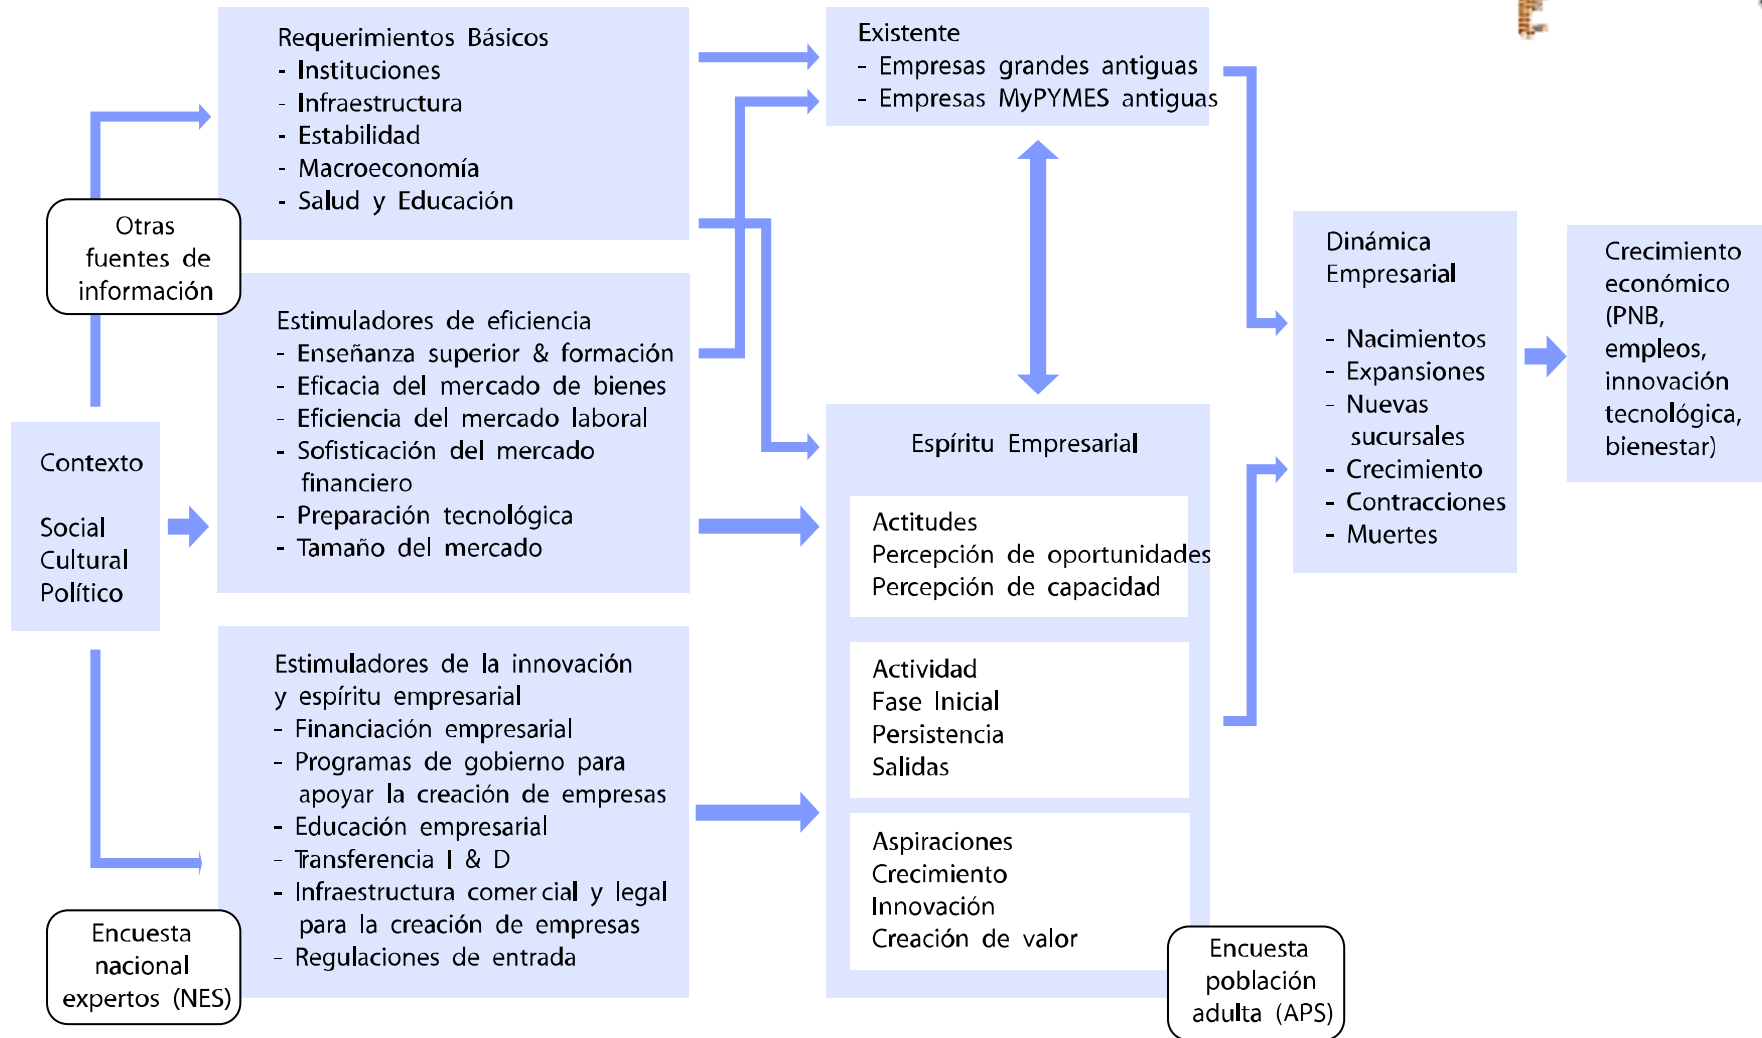 Requerimientos Básicos
- Instituciones
- Infraestructura
- Estabilidad
- Macroeconomía
- Salud y Educación
Existente
- Empresas grandes antiguas
- Empresas MyPYMES antiguas
Otras
fuentes de
información
Estimuladores de eficiencia
- Enseñanza superior & formación
- Eficacia del mercado de bienes
- Eficiencia del mercado laboral
- Sofisticación del mercado
financiero
- Preparación tecnológica
- Tamaño del mercado
Contexto
Social
Cultural
Político
Estimuladores de la innovación
y espíritu empresarial
- Financiación empresarial
- Programas de gobierno para
apoyar la creación de empresas
- Educación empresarial
- Transferencia I & D
- Infraestructura comercial y legal
para la creación de empresas
- Regulaciones de entrada
Encuesta
nacional
expertos (NES)
Espíritu Empresarial
Actitudes
Percepción de oportunidades
Percepción de capacidad
Actividad
Fase Inicial
Persistencia
Salidas
Aspiraciones
Crecimiento
Innovación
Creación de valor
Encuesta
población
adulta (APS)
Dinámica
Empresarial
- Nacimientos
- Expansiones
- Nuevas
sucursales
- Crecimiento
- Contracciones
- Muertes
Crecimiento
económico
(PNB,
empleos,
innovación
tecnológica,
bienestar)